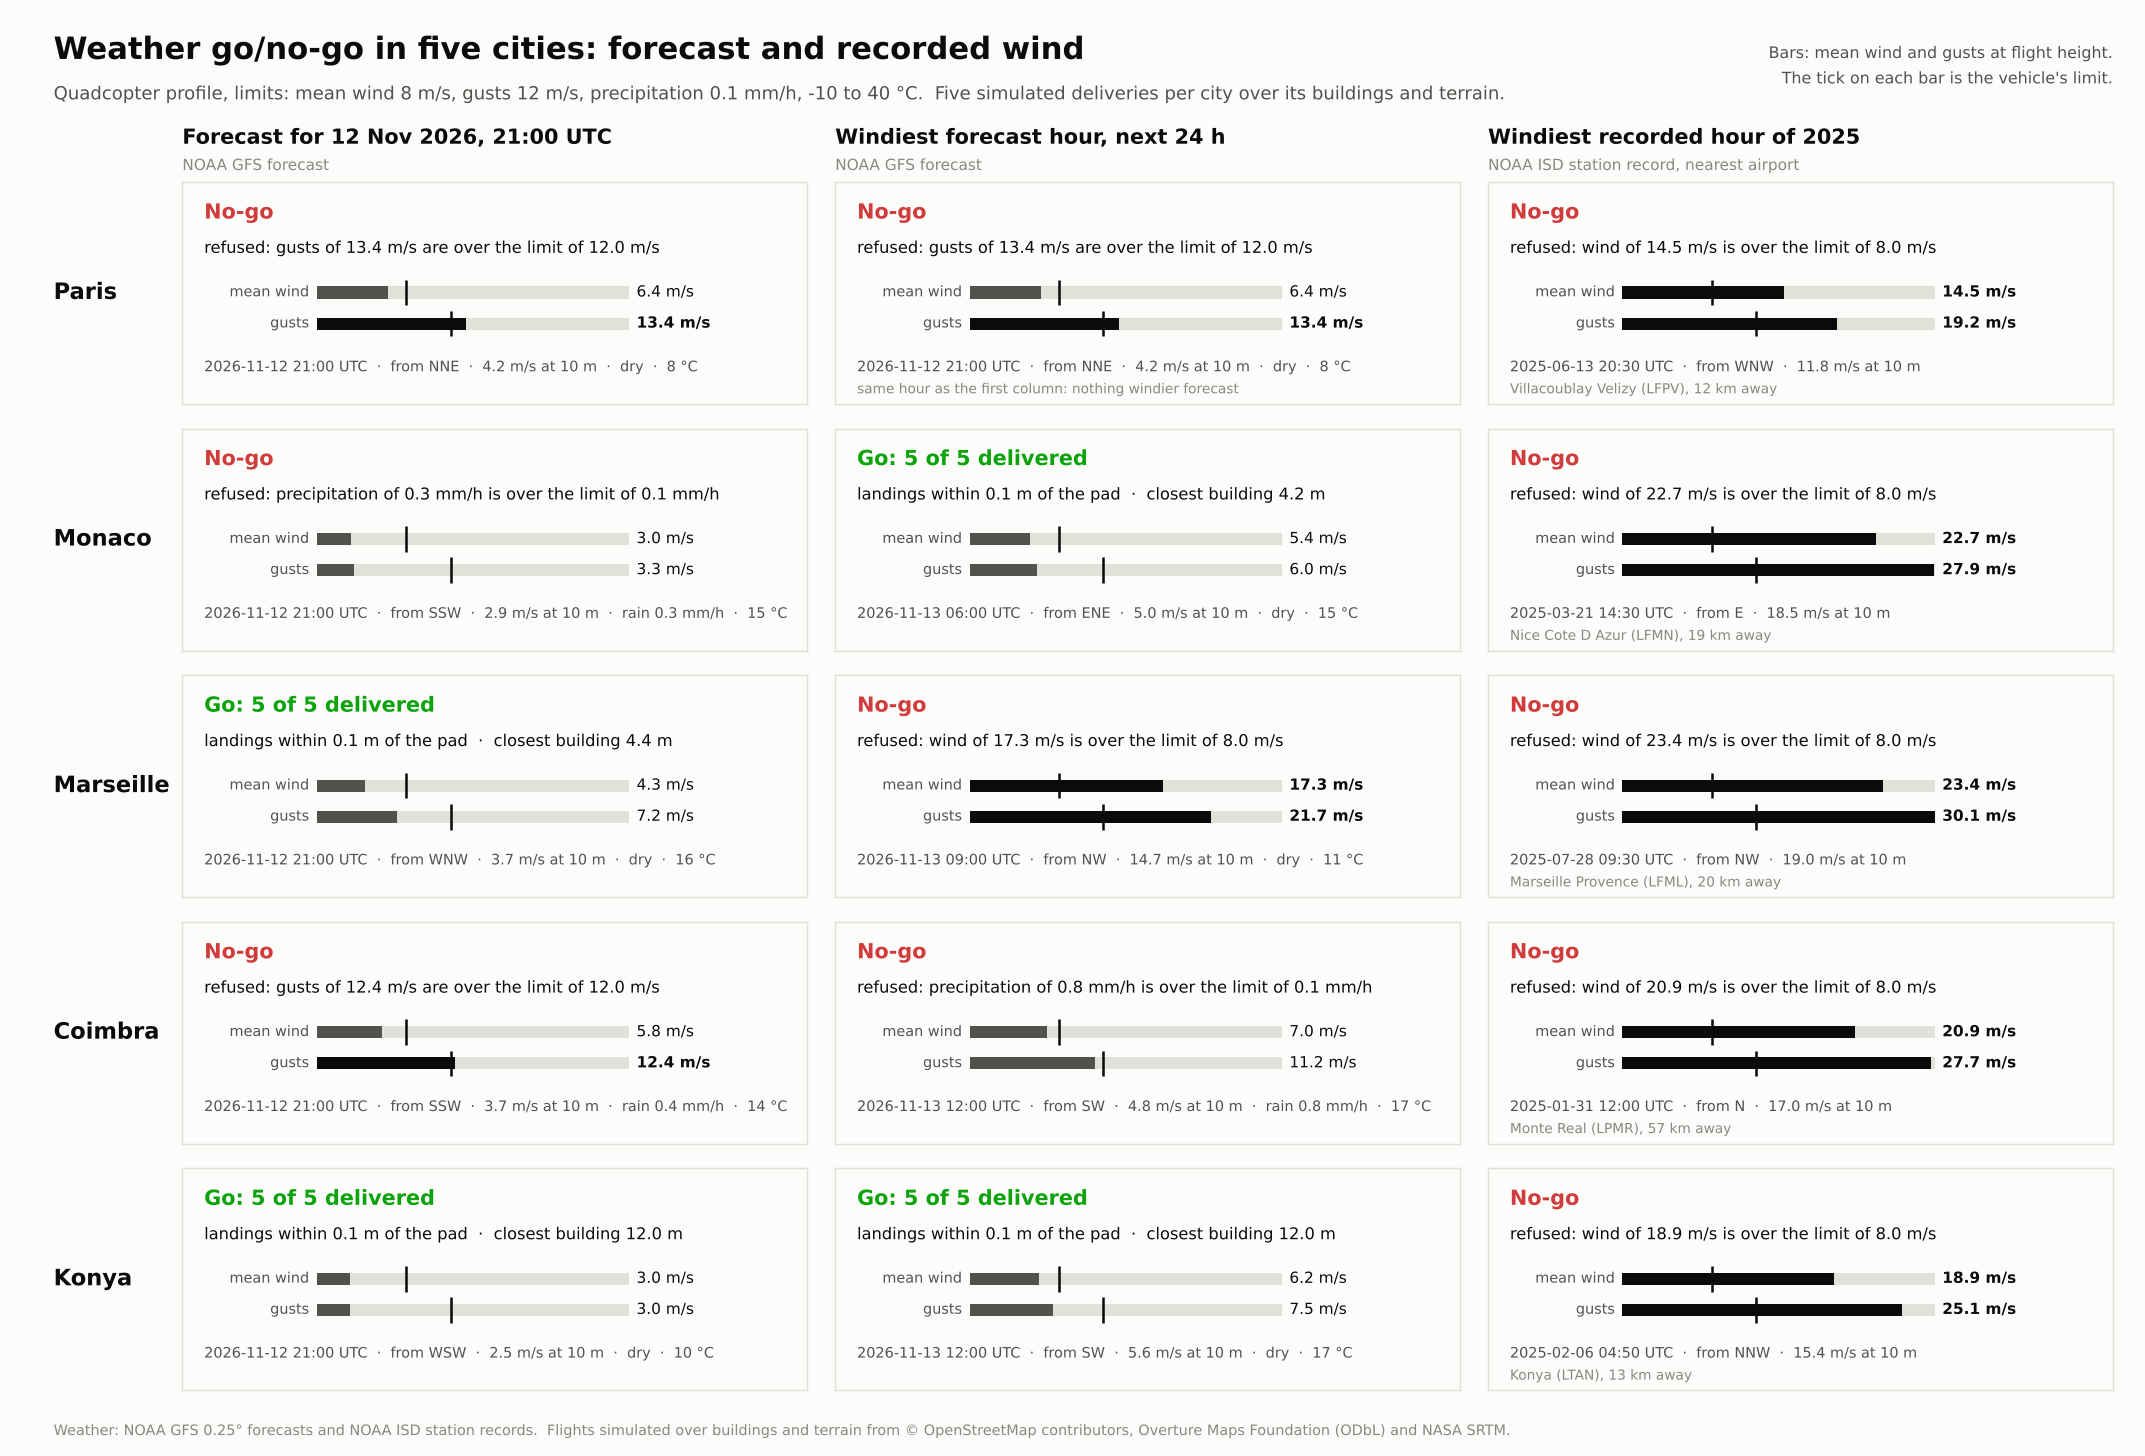 Weather go/no-go in five cities: forecast and recorded wind
Bars: mean wind and gusts at flight height.
The tick on each bar is the vehicle's limit.
Quadcopter profile, limits: mean wind 8 m/s, gusts 12 m/s, precipitation 0.1 mm/h, -10 to 40 °C.  Five simulated deliveries per city over its buildings and terrain.
Forecast for 12 Nov 2026, 21:00 UTC
NOAA GFS forecast
Windiest forecast hour, next 24 h
NOAA GFS forecast
Windiest recorded hour of 2025
NOAA ISD station record, nearest airport
Paris
No-go
refused: gusts of 13.4 m/s are over the limit of 12.0 m/s
mean wind 6.4 m/s
gusts 13.4 m/s
2026-11-12 21:00 UTC · from NNE · 4.2 m/s at 10 m · dry · 8 °C
No-go
refused: gusts of 13.4 m/s are over the limit of 12.0 m/s
mean wind 6.4 m/s
gusts 13.4 m/s
2026-11-12 21:00 UTC · from NNE · 4.2 m/s at 10 m · dry · 8 °C
same hour as the first column: nothing windier forecast
No-go
refused: wind of 14.5 m/s is over the limit of 8.0 m/s
mean wind 14.5 m/s
gusts 19.2 m/s
2025-06-13 20:30 UTC · from WNW · 11.8 m/s at 10 m
Villacoublay Velizy (LFPV), 12 km away
Monaco
No-go
refused: precipitation of 0.3 mm/h is over the limit of 0.1 mm/h
mean wind 3.0 m/s
gusts 3.3 m/s
2026-11-12 21:00 UTC · from SSW · 2.9 m/s at 10 m · rain 0.3 mm/h · 15 °C
Go: 5 of 5 delivered
landings within 0.1 m of the pad · closest building 4.2 m
mean wind 5.4 m/s
gusts 6.0 m/s
2026-11-13 06:00 UTC · from ENE · 5.0 m/s at 10 m · dry · 15 °C
No-go
refused: wind of 22.7 m/s is over the limit of 8.0 m/s
mean wind 22.7 m/s
gusts 27.9 m/s
2025-03-21 14:30 UTC · from E · 18.5 m/s at 10 m
Nice Cote D Azur (LFMN), 19 km away
Marseille
Go: 5 of 5 delivered
landings within 0.1 m of the pad · closest building 4.4 m
mean wind 4.3 m/s
gusts 7.2 m/s
2026-11-12 21:00 UTC · from WNW · 3.7 m/s at 10 m · dry · 16 °C
No-go
refused: wind of 17.3 m/s is over the limit of 8.0 m/s
mean wind 17.3 m/s
gusts 21.7 m/s
2026-11-13 09:00 UTC · from NW · 14.7 m/s at 10 m · dry · 11 °C
No-go
refused: wind of 23.4 m/s is over the limit of 8.0 m/s
mean wind 23.4 m/s
gusts 30.1 m/s
2025-07-28 09:30 UTC · from NW · 19.0 m/s at 10 m
Marseille Provence (LFML), 20 km away
Coimbra
No-go
refused: gusts of 12.4 m/s are over the limit of 12.0 m/s
mean wind 5.8 m/s
gusts 12.4 m/s
2026-11-12 21:00 UTC · from SSW · 3.7 m/s at 10 m · rain 0.4 mm/h · 14 °C
No-go
refused: precipitation of 0.8 mm/h is over the limit of 0.1 mm/h
mean wind 7.0 m/s
gusts 11.2 m/s
2026-11-13 12:00 UTC · from SW · 4.8 m/s at 10 m · rain 0.8 mm/h · 17 °C
No-go
refused: wind of 20.9 m/s is over the limit of 8.0 m/s
mean wind 20.9 m/s
gusts 27.7 m/s
2025-01-31 12:00 UTC · from N · 17.0 m/s at 10 m
Monte Real (LPMR), 57 km away
Konya
Go: 5 of 5 delivered
landings within 0.1 m of the pad · closest building 12.0 m
mean wind 3.0 m/s
gusts 3.0 m/s
2026-11-12 21:00 UTC · from WSW · 2.5 m/s at 10 m · dry · 10 °C
Go: 5 of 5 delivered
landings within 0.1 m of the pad · closest building 12.0 m
mean wind 6.2 m/s
gusts 7.5 m/s
2026-11-13 12:00 UTC · from SW · 5.6 m/s at 10 m · dry · 17 °C
No-go
refused: wind of 18.9 m/s is over the limit of 8.0 m/s
mean wind 18.9 m/s
gusts 25.1 m/s
2025-02-06 04:50 UTC · from NNW · 15.4 m/s at 10 m
Konya (LTAN), 13 km away
Weather: NOAA GFS 0.25° forecasts and NOAA ISD station records.  Flights simulated over buildings and terrain from © OpenStreetMap contributors, Overture Maps Foundation (ODbL) and NASA SRTM.